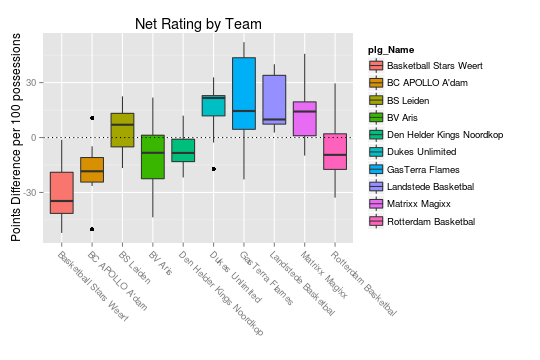 Net Rating by Team
Points Difference per 100 possessions
30
0
-30
Basketball Stars Weert
BC APOLLO A'dam
BS Leiden
BV Aris
Den Helder Kings Noordkop
Dukes Unlimited
GasTerra Flames
Landstede Basketbal
Matrixx Magixx
Rotterdam Basketbal
plg_Name
Basketball Stars Weert
BC APOLLO A'dam
BS Leiden
BV Aris
Den Helder Kings Noordkop
Dukes Unlimited
GasTerra Flames
Landstede Basketbal
Matrixx Magixx
Rotterdam Basketbal